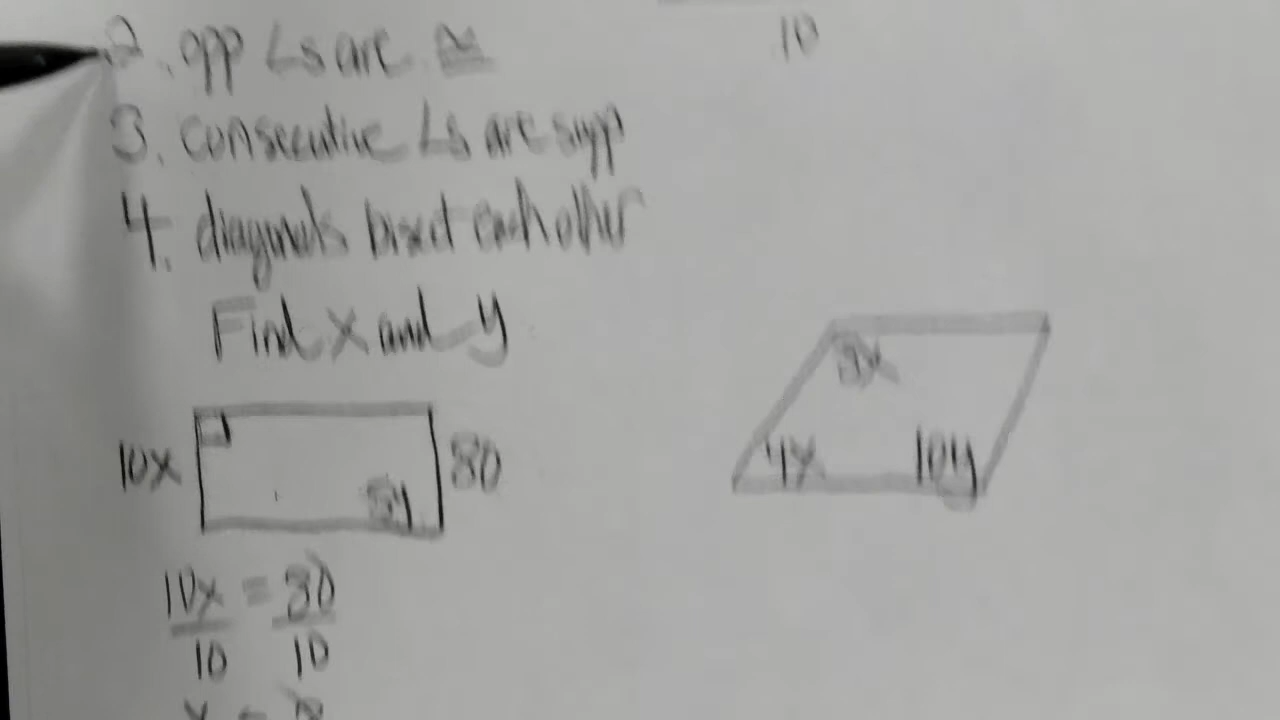 10
2. opp ∠s are ≅
3. consecutive ∠s are supp
4. diagonals bisect each other
Find x and y
10x 80
5y
4x 10y
10x = 80
10 10
x =